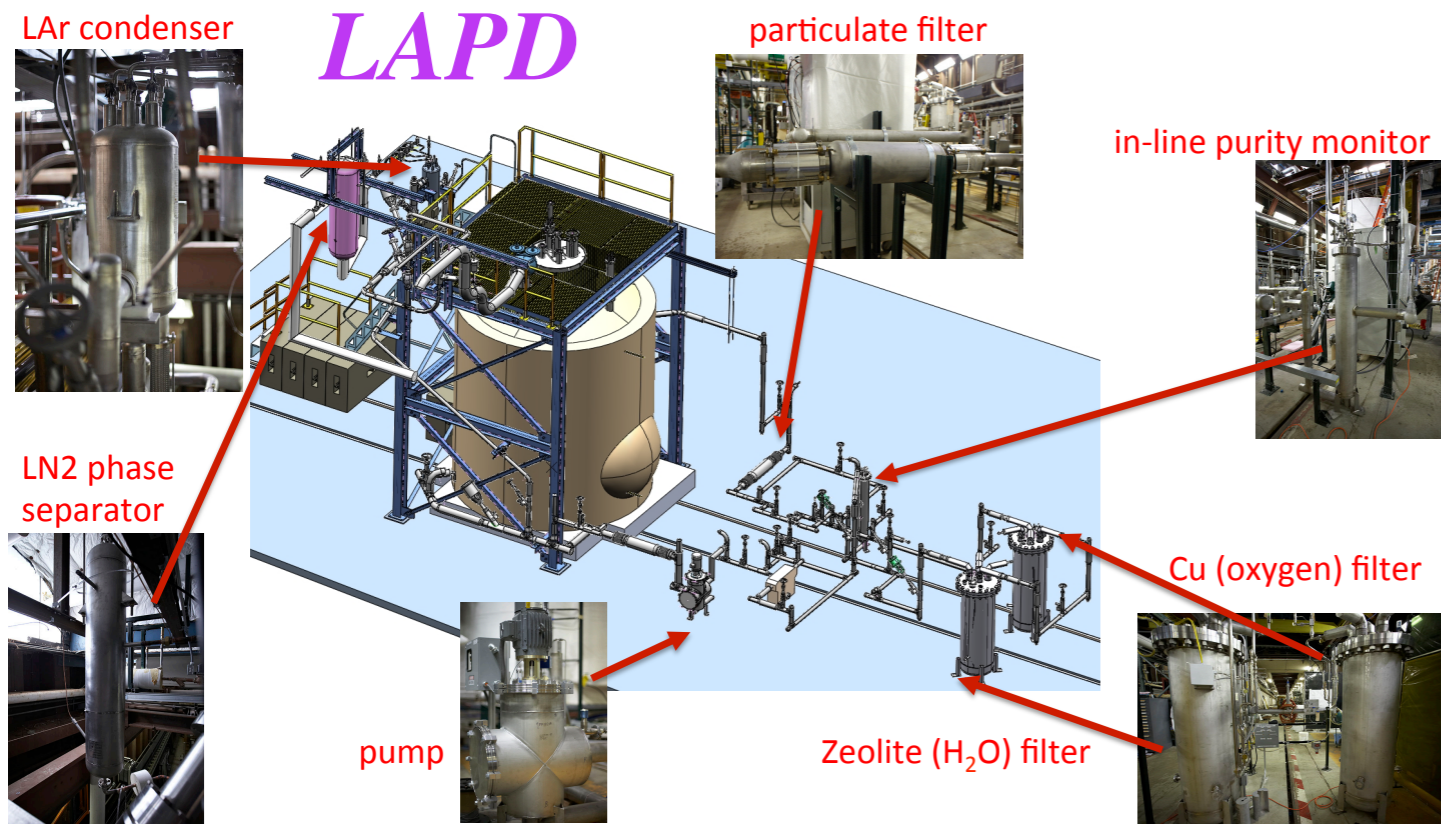 LAr condenser
LAPD
particulate filter
in-line purity monitor
LN2 phase
separator
Cu (oxygen) filter
pump
Zeolite (H₂O) filter